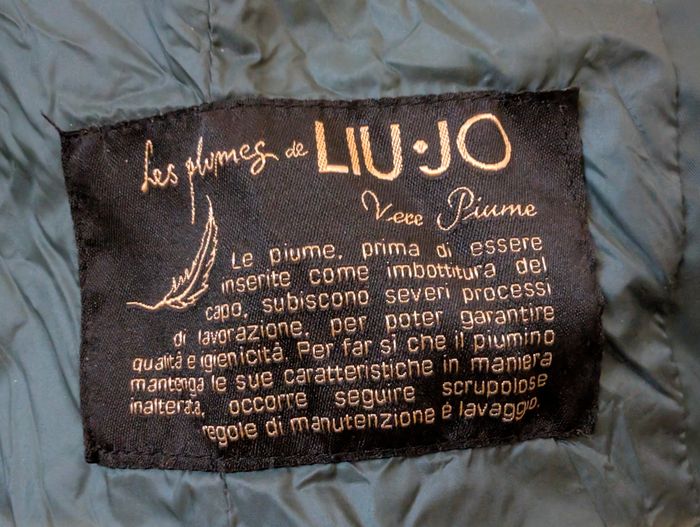 Les plumes de LIU·JO
Vere Piume
Le piume, prima di essere
inserite come imbottitura del
capo, subiscono severi processi
di lavorazione, per poter garantire
qualità e igienicità. Per far sì che il piumino
mantenga le sue caratteristiche in maniera
inalterata, occorre seguire scrupolose
regole di manutenzione e lavaggio.